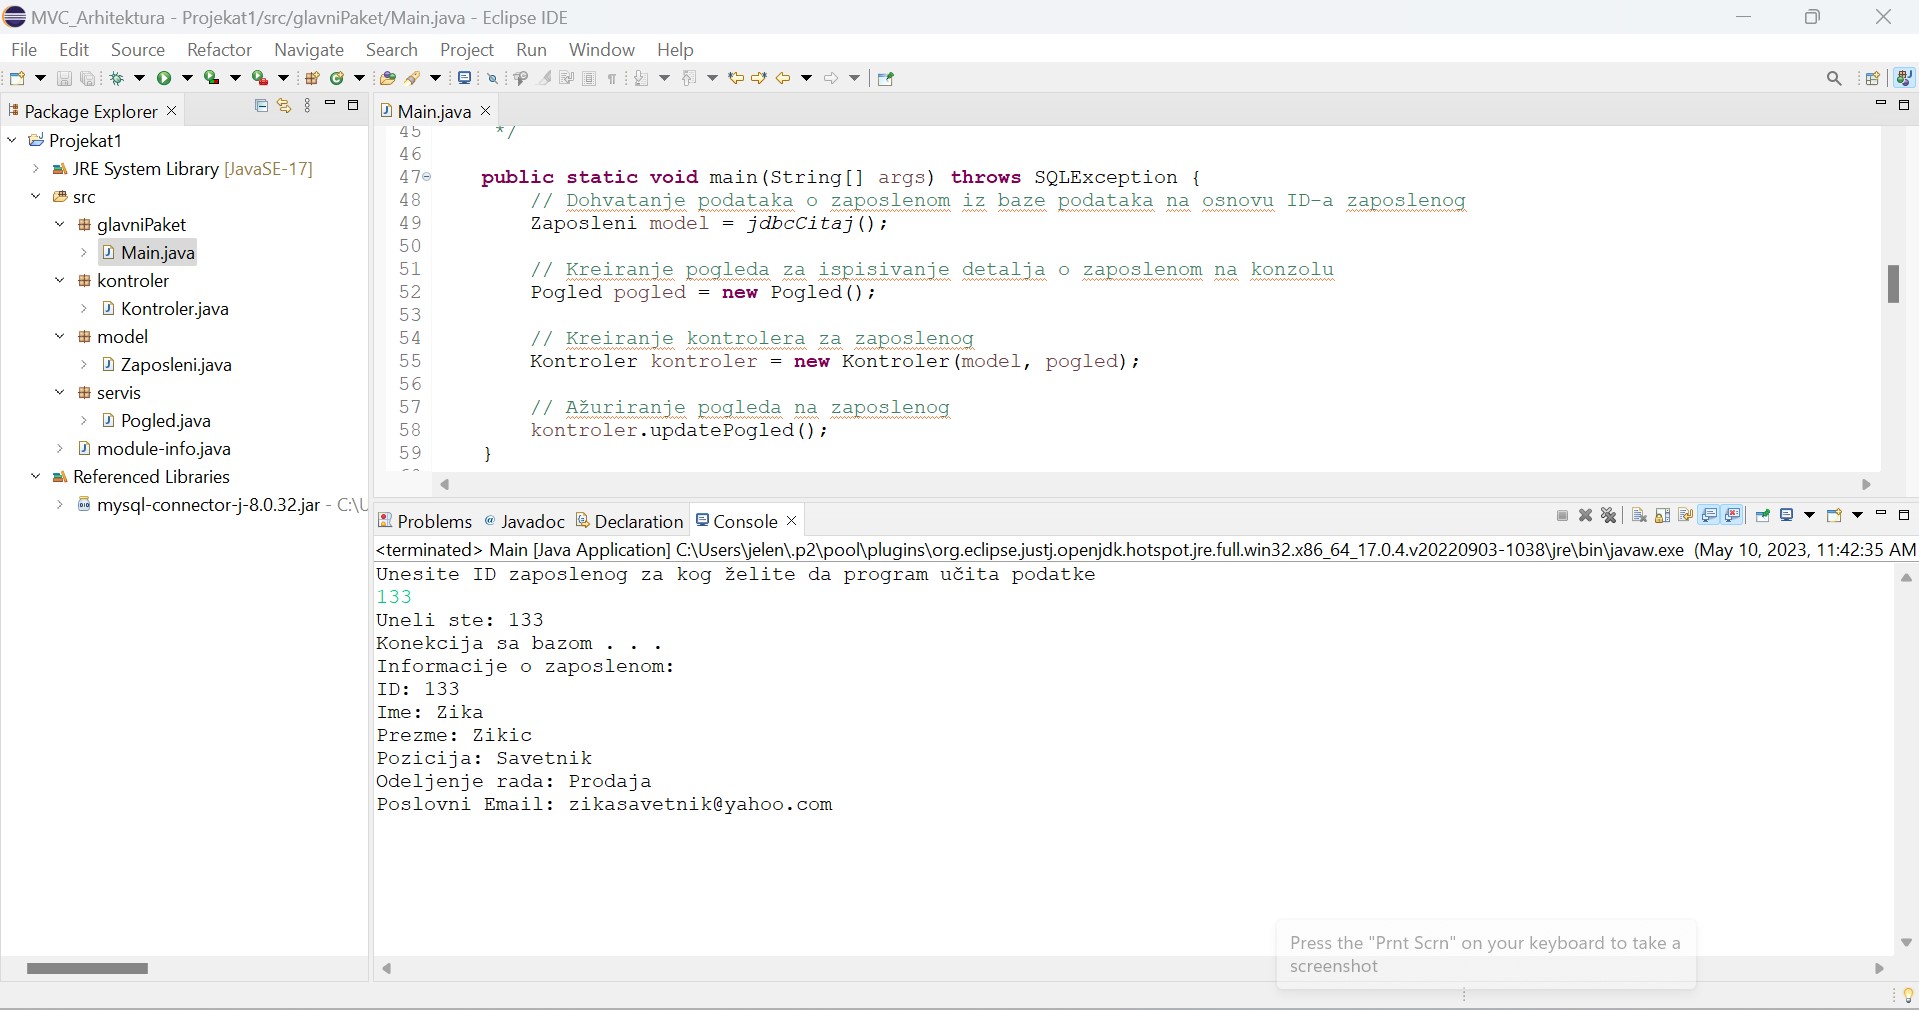 MVC_Arhitektura - Projekat1/src/glavniPaket/Main.java - Eclipse IDE
File Edit Source Refactor Navigate Search Project Run Window Help
Package Explorer
Projekat1
JRE System Library [JavaSE-17]
src
glavniPaket
Main.java
kontroler
Kontroler.java
model
Zaposleni.java
servis
Pogled.java
module-info.java
Referenced Libraries
mysql-connector-j-8.0.32.jar - C:\U
Main.java
45 */
46
47 public static void main(String[] args) throws SQLException {
48 // Dohvatanje podataka o zaposlenom iz baze podataka na osnovu ID-a zaposlenog
49 Zaposleni model = jdbcCitaj();
50
51 // Kreiranje pogleda za ispisivanje detalja o zaposlenom na konzolu
52 Pogled pogled = new Pogled();
53
54 // Kreiranje kontrolera za zaposlenog
55 Kontroler kontroler = new Kontroler(model, pogled);
56
57 // Ažuriranje pogleda na zaposlenog
58 kontroler.updatePogled();
59 }
Problems @ Javadoc Declaration Console
<terminated> Main [Java Application] C:\Users\jelen\.p2\pool\plugins\org.eclipse.justj.openjdk.hotspot.jre.full.win32.x86_64_17.0.4.v20220903-1038\jre\bin\javaw.exe (May 10, 2023, 11:42:35 AM
Unesite ID zaposlenog za kog želite da program učita podatke
133
Uneli ste: 133
Konekcija sa bazom . . .
Informacije o zaposlenom:
ID: 133
Ime: Zika
Prezme: Zikic
Pozicija: Savetnik
Odeljenje rada: Prodaja
Poslovni Email: zikasavetnik@yahoo.com
Press the "Prnt Scrn" on your keyboard to take a
screenshot